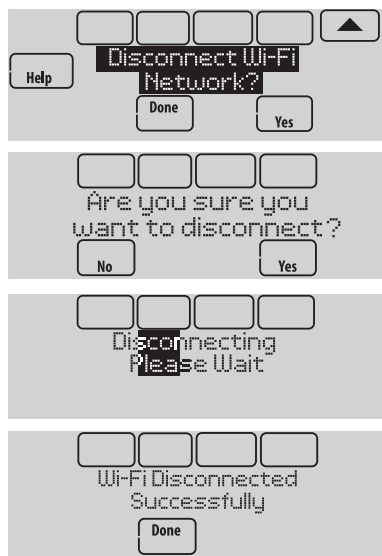 Disconnect Wi-Fi
Help
Network?
Done Yes
Are you sure you
want to disconnect?
No Yes
Disconnecting
Please Wait
Wi-Fi Disconnected
Successfully
Done